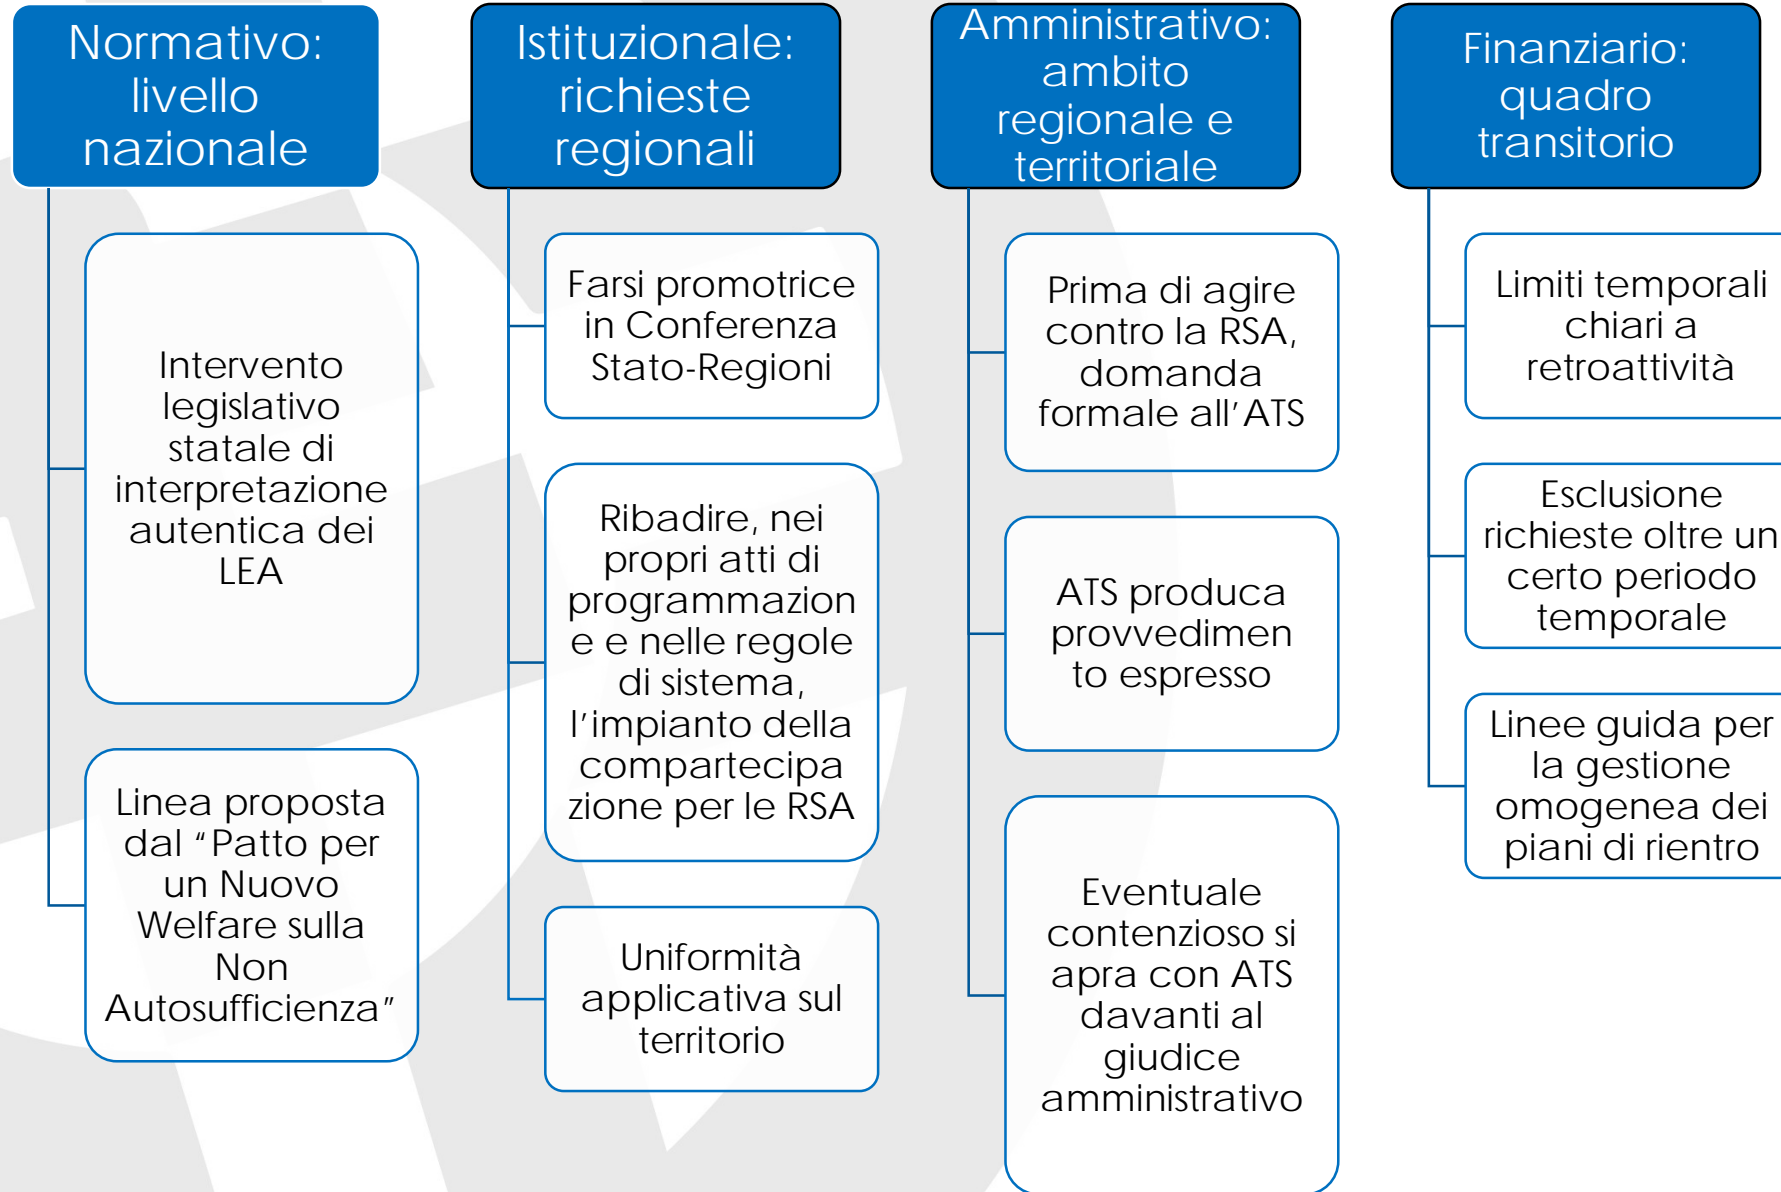 Normativo:
livello
nazionale
Intervento
legislativo
statale di
interpretazione
autentica dei
LEA
Linea proposta
dal “Patto per
un Nuovo
Welfare sulla
Non
Autosufficienza”
Istituzionale:
richieste
regionali
Farsi promotrice
in Conferenza
Stato-Regioni
Ribadire, nei
propri atti di
programmazion
e e nelle regole
di sistema,
l’impianto della
compartecipa
zione per le RSA
Uniformità
applicativa sul
territorio
Amministrativo:
ambito
regionale e
territoriale
Prima di agire
contro la RSA,
domanda
formale all’ATS
ATS produca
provvedimen
to espresso
Eventuale
contenzioso si
apra con ATS
davanti al
giudice
amministrativo
Finanziario:
quadro
transitorio
Limiti temporali
chiari a
retroattività
Esclusione
richieste oltre un
certo periodo
temporale
Linee guida per
la gestione
omogenea dei
piani di rientro